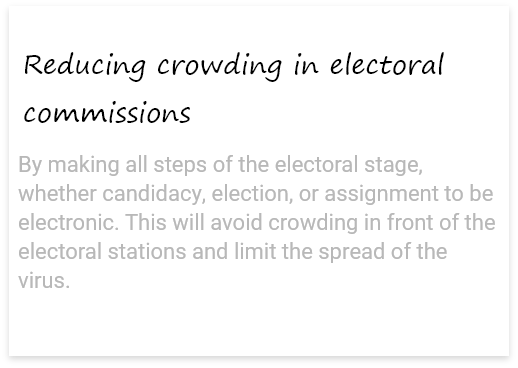 Reducing crowding in electoral
commissions
By making all steps of the electoral stage,
whether candidacy, election, or assignment to be
electronic. This will avoid crowding in front of the
electoral stations and limit the spread of the
virus.